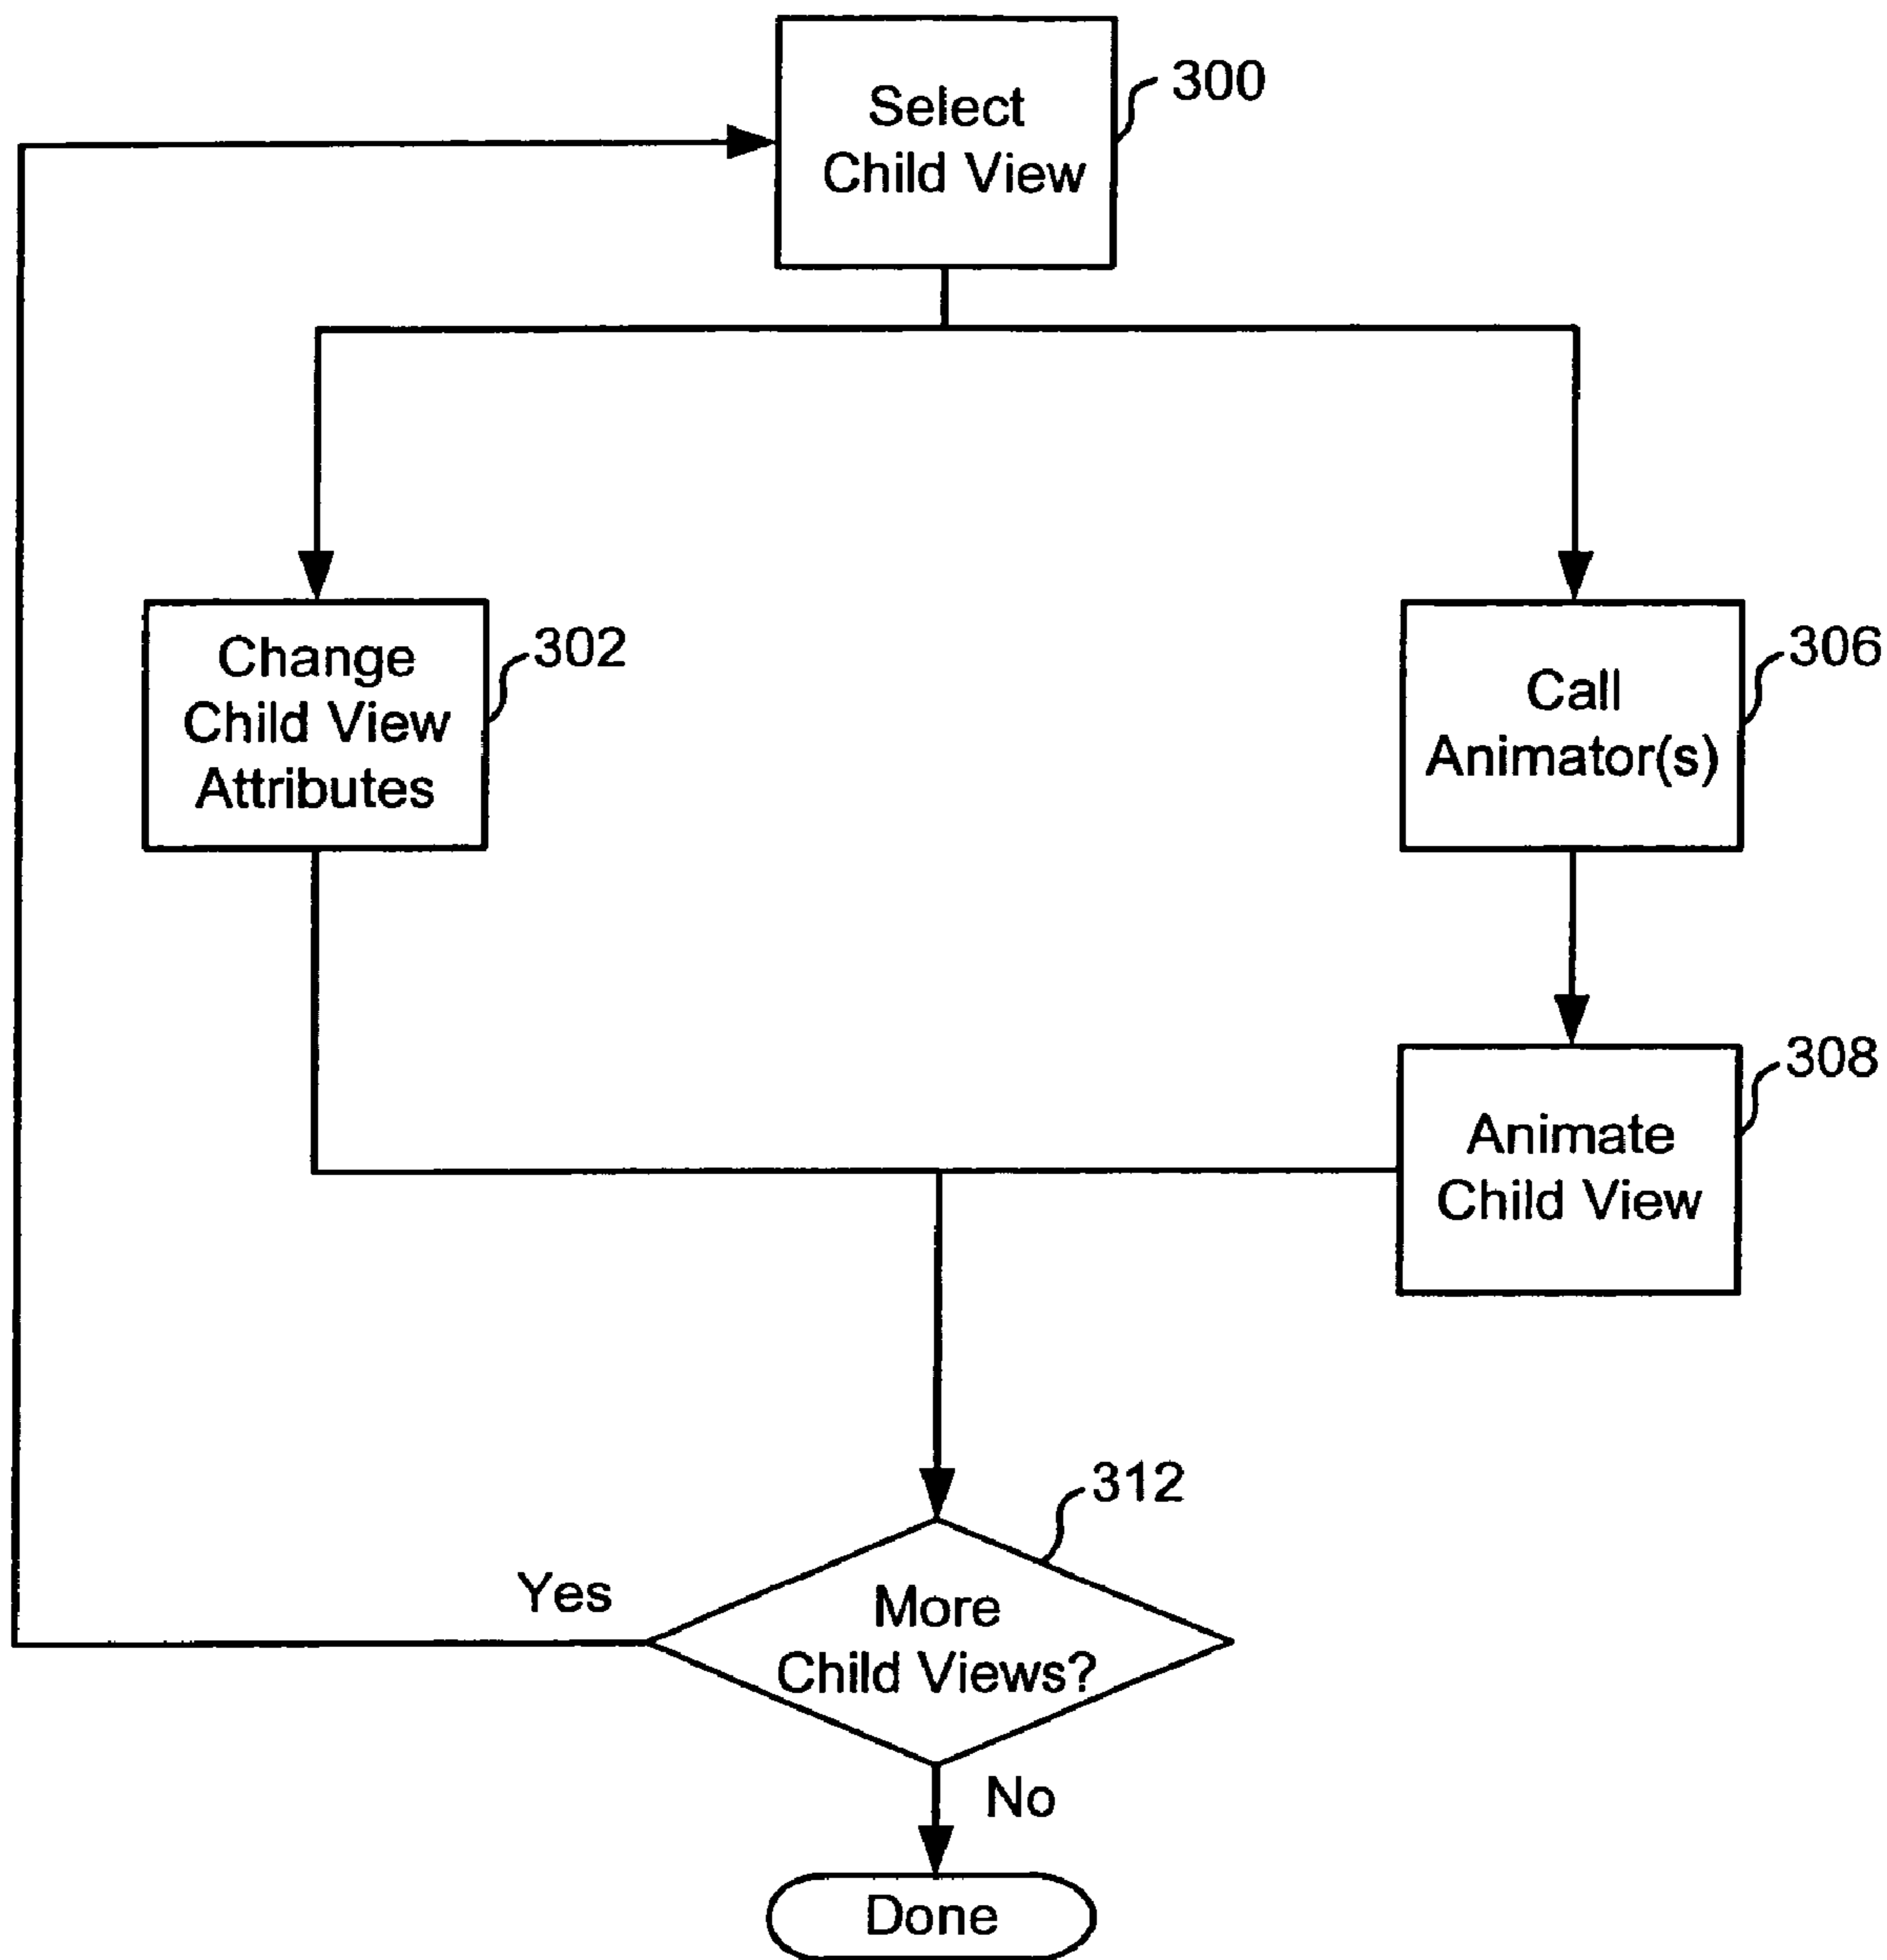 Select
Child View
300
Change
Child View
Attributes
302
Call
Animator(s)
306
Animate
Child View
308
More
Child Views?
312
Yes
No
Done